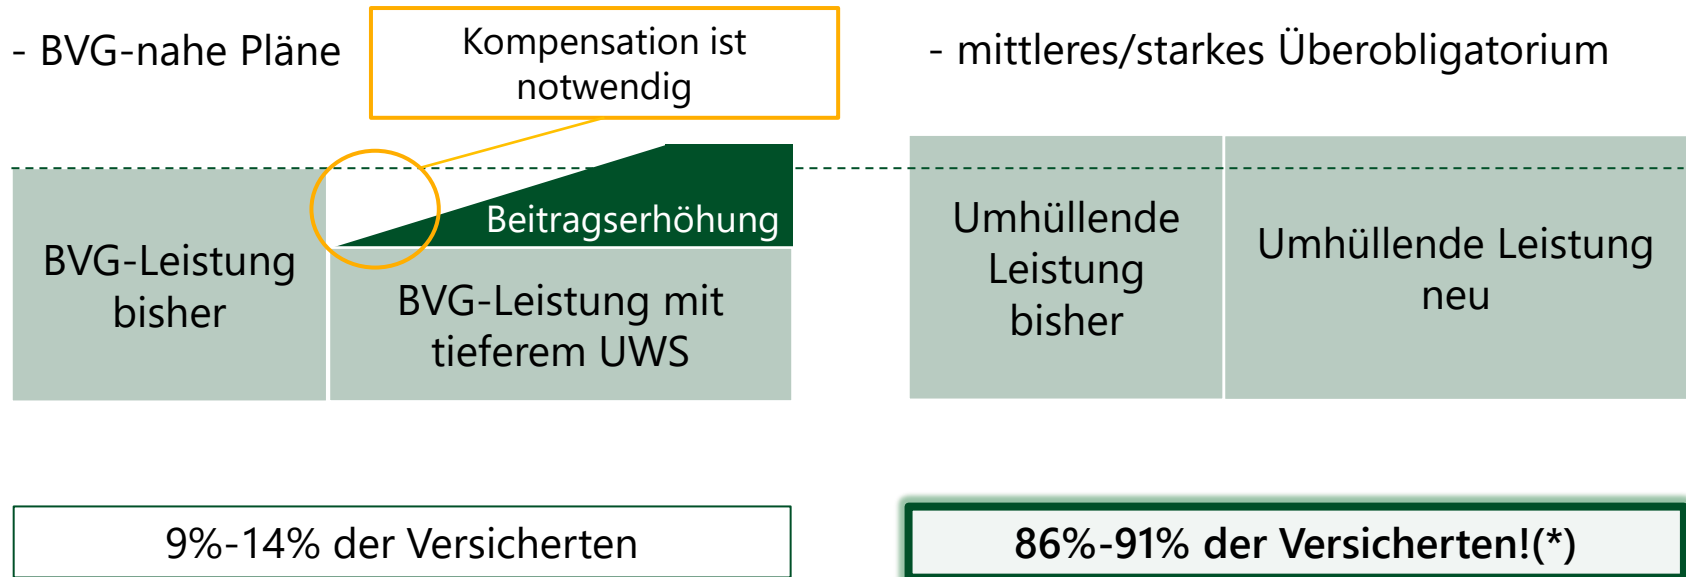 - BVG-nahe Pläne
Kompensation ist
notwendig
BVG-Leistung
bisher
Beitragserhöhung
BVG-Leistung mit
tieferem UWS
9%-14% der Versicherten
- mittleres/starkes Überobligatorium
Umhüllende
Leistung
bisher
Umhüllende Leistung
neu
86%-91% der Versicherten!(*)